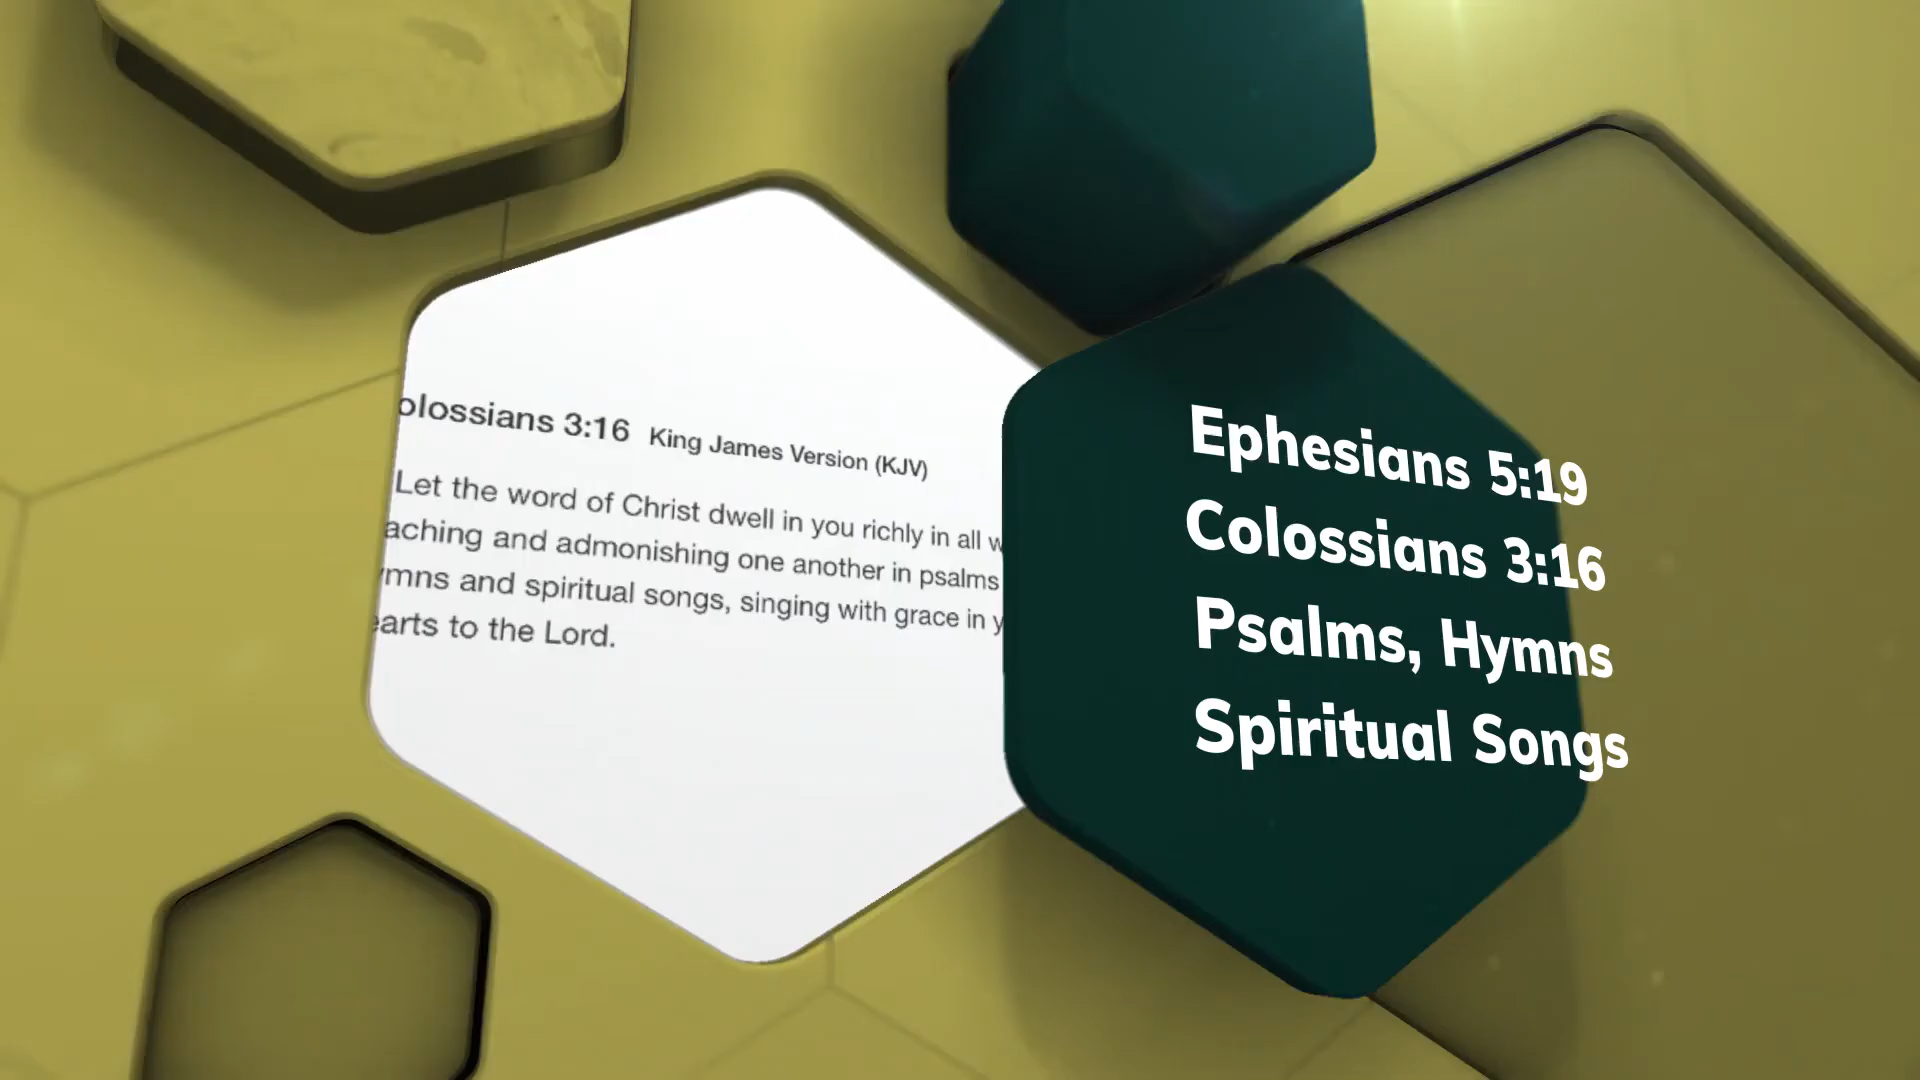 olossians 3:16 King James Version (KJV)
Let the word of Christ dwell in you richly in all w
aching and admonishing one another in psalms
mns and spiritual songs, singing with grace in y
earts to the Lord.
Ephesians 5:19
Colossians 3:16
Psalms, Hymns
Spiritual Songs